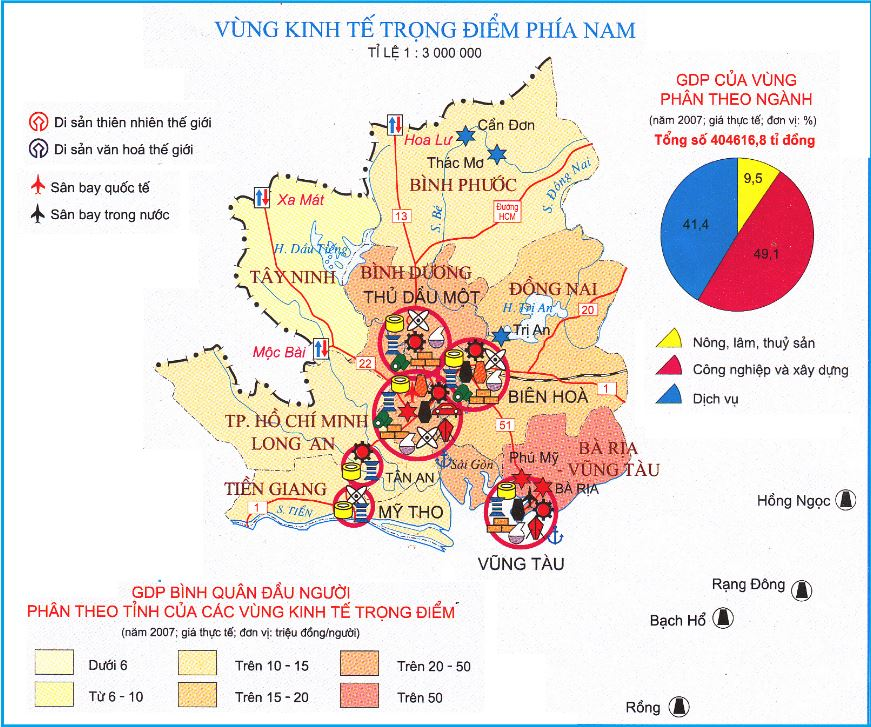 VÙNG KINH TẾ TRỌNG ĐIỂM PHÍA NAM
TỈ LỆ 1 : 3 000 000
Di sản thiên nhiên thế giới
Di sản văn hoá thế giới
Sân bay quốc tế
Sân bay trong nước
GDP CỦA VÙNG
PHÂN THEO NGÀNH
(năm 2007; giá thực tế; đơn vị: %)
Tổng số 404616,8 tỉ đồng
9,5
41,4
49,1
Nông, lâm, thuỷ sản
Công nghiệp và xây dựng
Dịch vụ
Hoa Lư
Cần Đơn
Thác Mơ
BÌNH PHƯỚC
S. Đồng Nai
Xa Mát
13
S. Bé
Đường
HCM
H. Dầu Tiếng
TÂY NINH
BÌNH DƯƠNG
THỦ DẦU MỘT
ĐỒNG NAI
H. Trị An
20
Trị An
Mộc Bài
22
BIÊN HOÀ
1
TP. HỒ CHÍ MINH
51
LONG AN
BÀ RỊA
- VŨNG TÀU
Phú Mỹ
Sài Gòn
TÂN AN
BÀ RỊA
TIỀN GIANG
1
S. TIỀN
MỸ THO
VŨNG TÀU
Hồng Ngọc
Rạng Đông
Bạch Hổ
Rồng
GDP BÌNH QUÂN ĐẦU NGƯỜI
PHÂN THEO TỈNH CỦA CÁC VÙNG KINH TẾ TRỌNG ĐIỂM
(năm 2007; giá thực tế; đơn vị: triệu đồng/người)
Dưới 6
Trên 10 - 15
Trên 20 - 50
Từ 6 - 10
Trên 15 - 20
Trên 50